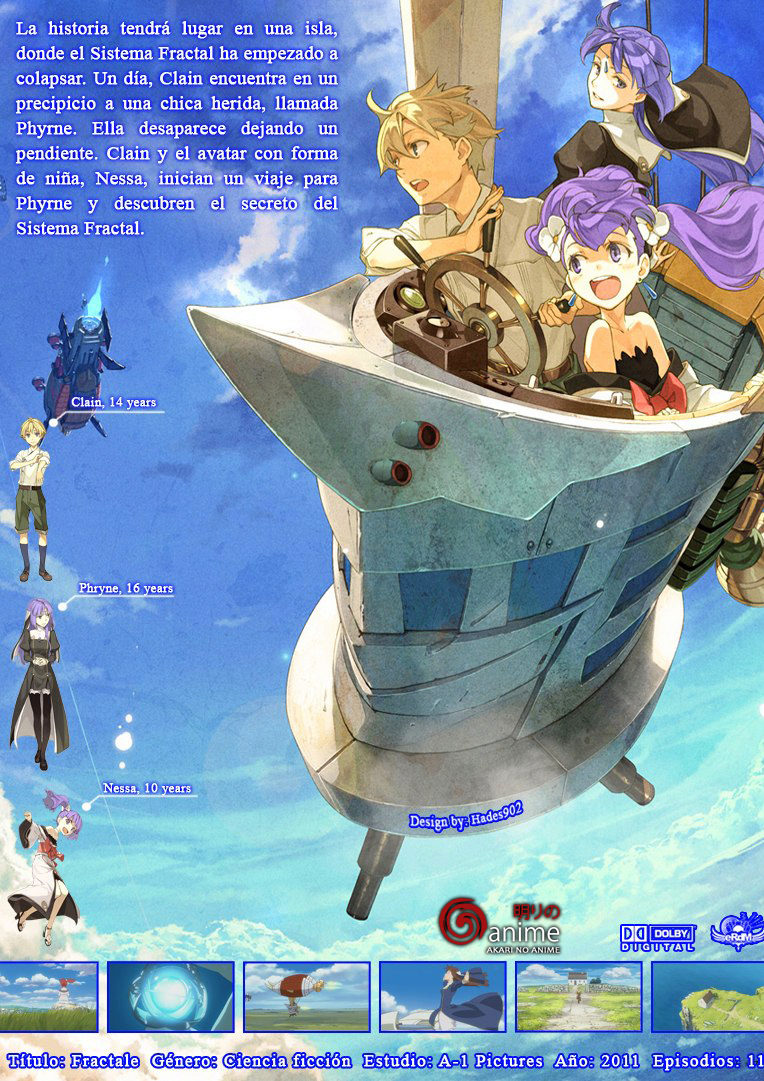 La historia tendrá lugar en una isla,
donde el Sistema Fractal ha empezado a
colapsar. Un día, Clain encuentra en un
precipicio a una chica herida, llamada
Phyrne. Ella desaparece dejando un
pendiente. Clain y el avatar con forma
de niña, Nessa, inician un viaje para
Phyrne y descubren el secreto del
Sistema Fractal.
Clain, 14 years
Phryne, 16 years
Nessa, 10 years
Design by: Hades902
明りの
anime
AKARI NO ANIME
DOLBY
DIGITAL
eRdM
Título: Fractale Género: Ciencia ficción Estudio: A-1 Pictures Año: 2011 Episodios: 11